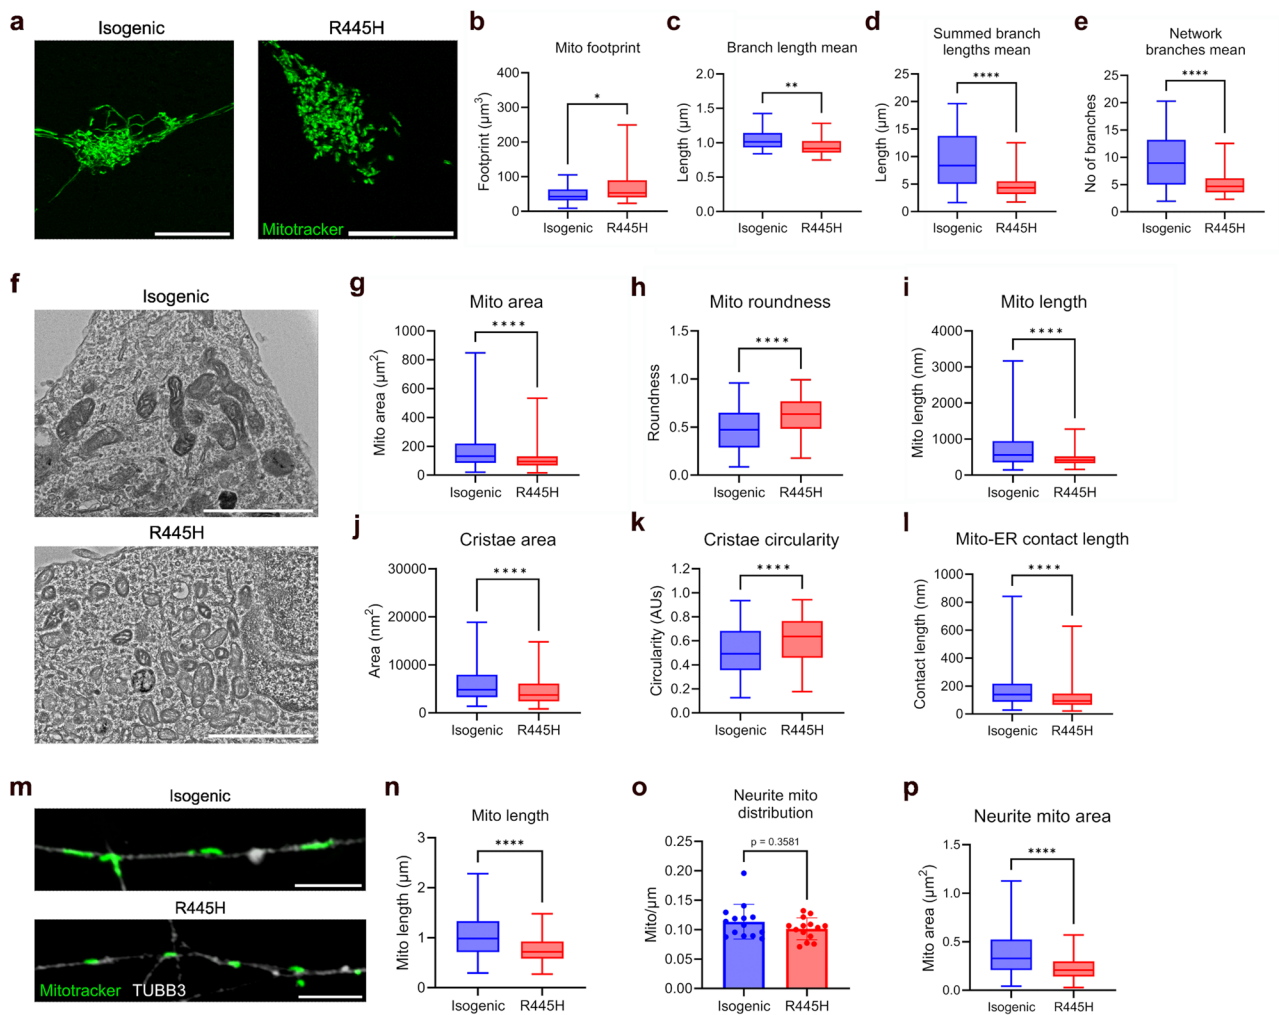 a
Isogenic
R445H
Mitotracker
b
Mito footprint
Footprint (µm³)
400
300
200
100
0
*
Isogenic R445H
c
Branch length mean
Length (µm)
2.0
1.5
1.0
0.5
0.0
**
Isogenic R445H
d
Summed branch
lengths mean
Length (µm)
25
20
15
10
5
0
****
Isogenic R445H
e
Network
branches mean
No of branches
25
20
15
10
5
0
****
Isogenic R445H
f
Isogenic
R445H
g
Mito area
Mito area (µm²)
1000
800
600
400
200
0
****
Isogenic R445H
h
Mito roundness
Roundness
1.5
1.0
0.5
0.0
****
Isogenic R445H
i
Mito length
Mito length (nm)
4000
3000
2000
1000
0
****
Isogenic R445H
j
Cristae area
Area (nm²)
30000
20000
10000
0
****
Isogenic R445H
k
Cristae circularity
Circularity (AUs)
1.2
1.0
0.8
0.6
0.4
0.2
0.0
****
Isogenic R445H
l
Mito-ER contact length
Contact length (nm)
1000
800
600
400
200
0
****
Isogenic R445H
m
Isogenic
R445H
Mitotracker TUBB3
n
Mito length
Mito length (µm)
3
2
1
0
****
Isogenic R445H
o
Neurite mito
distribution
Mito/µm
0.25
0.20
0.15
0.10
0.05
0.00
p = 0.3581
Isogenic R445H
p
Neurite mito area
Mito area (µm²)
1.5
1.0
0.5
0.0
****
Isogenic R445H